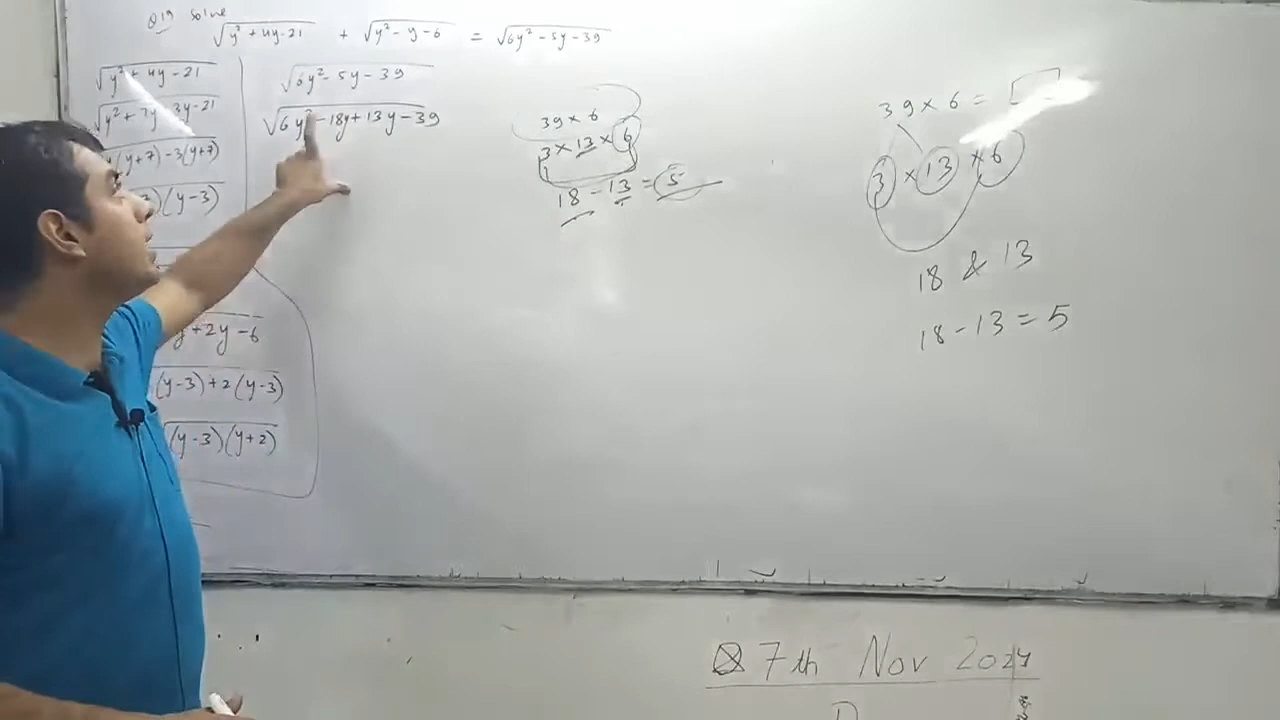 Q19 Solve
√y²+4y-21 + √y²-y-6 = √6y²-5y-39
√y²+4y-21
√y²+7y-3y-21
(y+7)-3(y+7)
)(y-3)
y+2y-6
(y-3)+2(y-3)
(y-3)(y+2)
√6y²-5y-39
√6y²-18y+13y-39
39×6
3×13×6
18-13=5
39×6=
3×13×6
18 & 13
18-13=5
7th Nov 2024